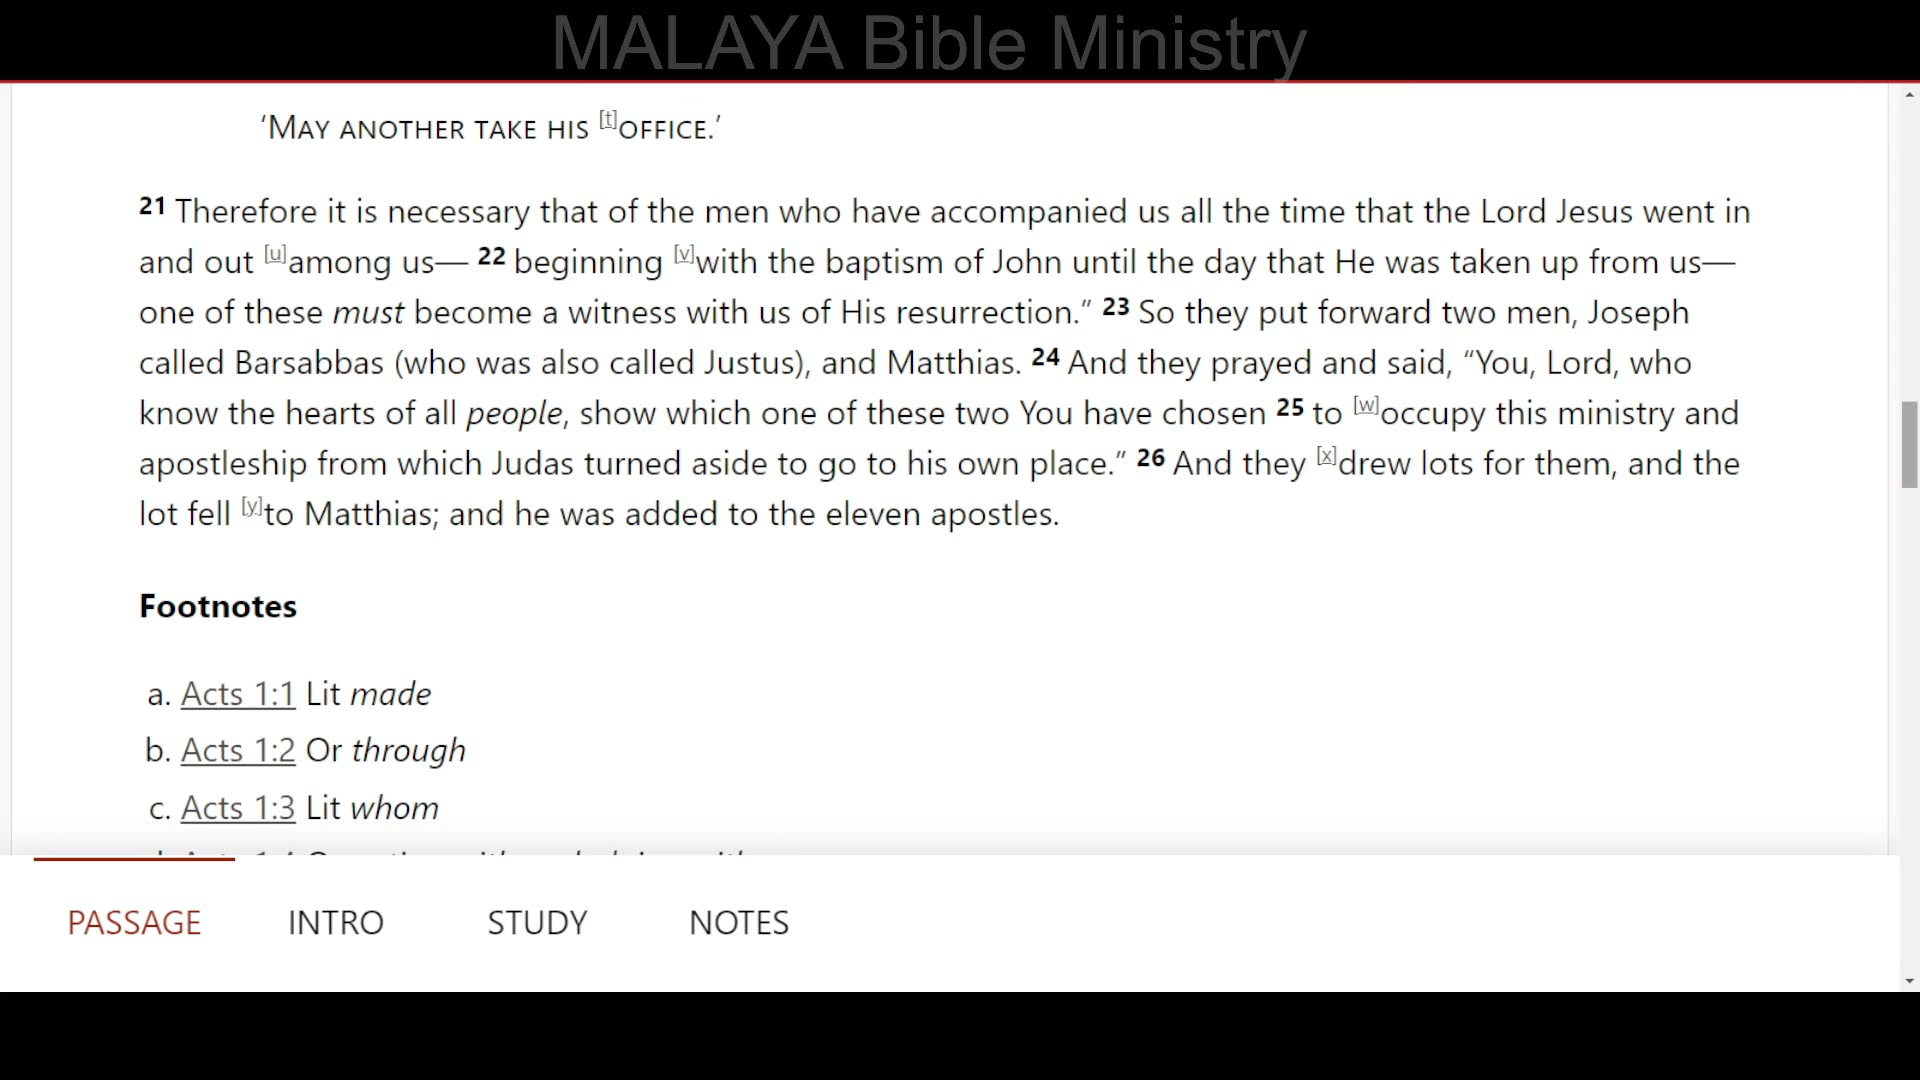 MALAYA Bible Ministry
‘MAY ANOTHER TAKE HIS [t]OFFICE.’
21 Therefore it is necessary that of the men who have accompanied us all the time that the Lord Jesus went in
and out [u]among us— 22 beginning [v]with the baptism of John until the day that He was taken up from us—
one of these must become a witness with us of His resurrection.” 23 So they put forward two men, Joseph
called Barsabbas (who was also called Justus), and Matthias. 24 And they prayed and said, “You, Lord, who
know the hearts of all people, show which one of these two You have chosen 25 to [w]occupy this ministry and
apostleship from which Judas turned aside to go to his own place.” 26 And they [x]drew lots for them, and the
lot fell [y]to Matthias; and he was added to the eleven apostles.
Footnotes
a. Acts 1:1 Lit made
b. Acts 1:2 Or through
c. Acts 1:3 Lit whom
PASSAGE INTRO STUDY NOTES